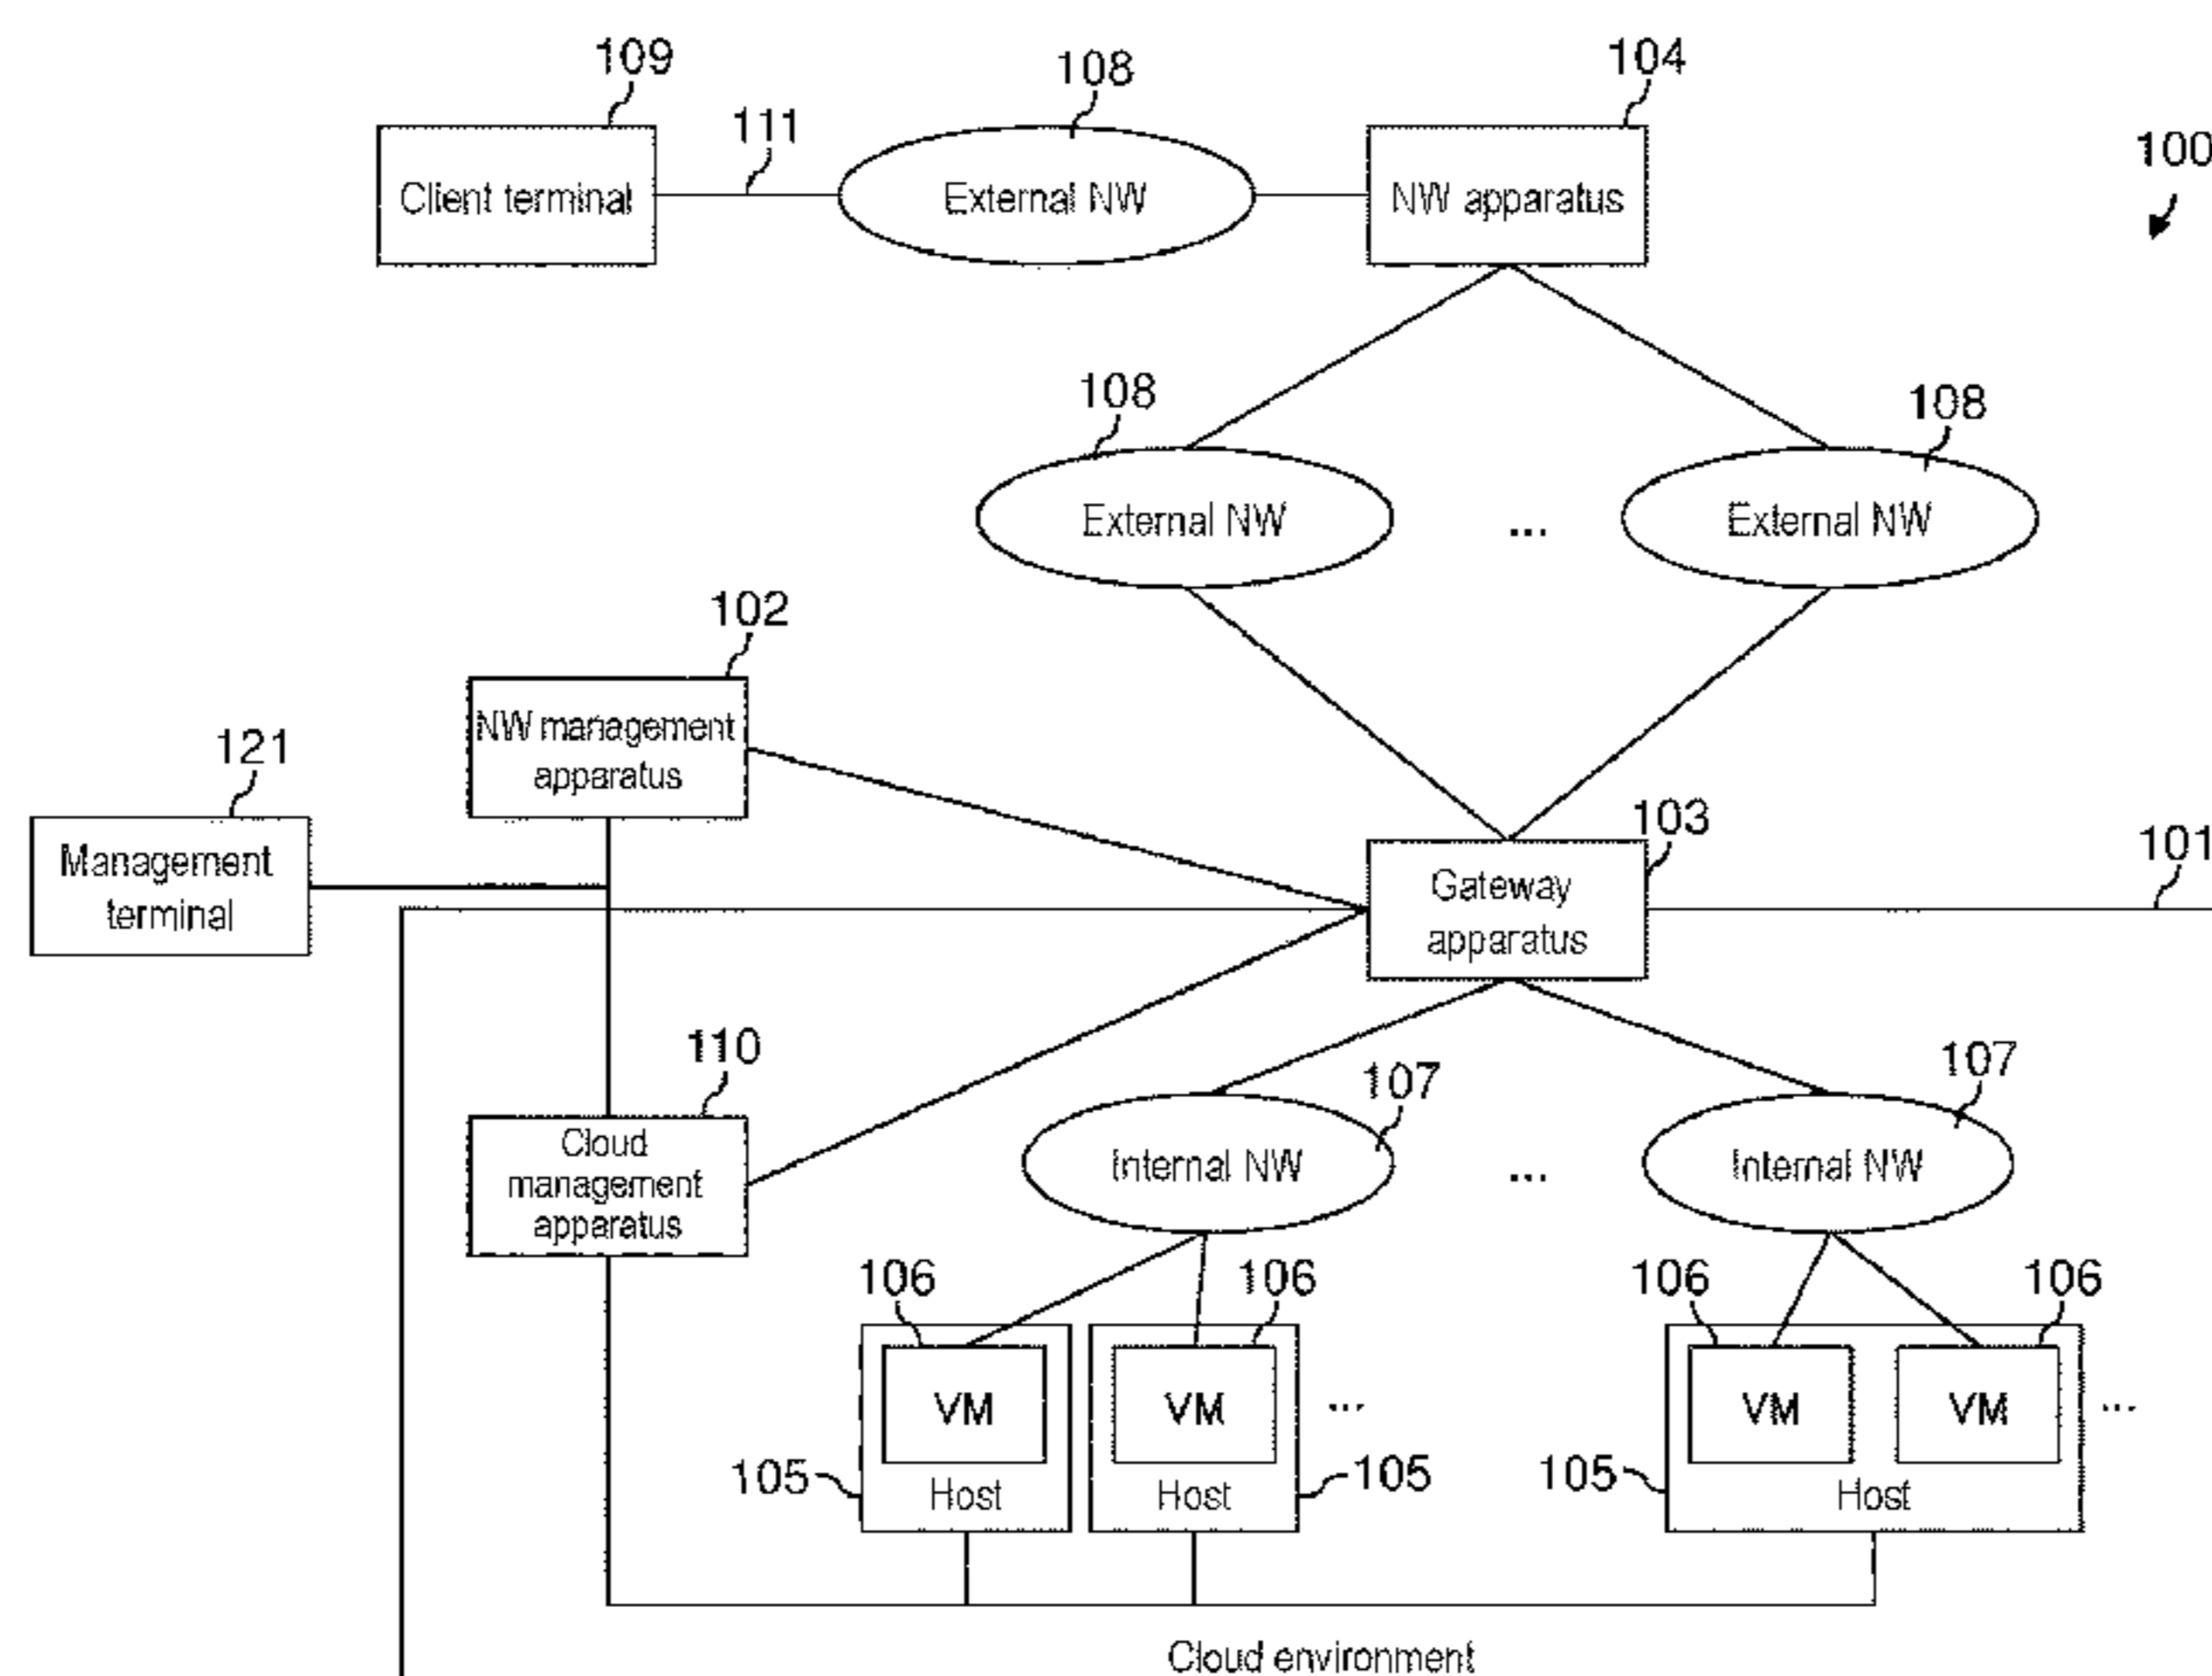 109
108
104
111
100
Client terminal
External NW
NW apparatus
108
108
External NW
...
External NW
102
NW management
apparatus
121
103
101
Management
terminal
Gateway
apparatus
110
107
107
Cloud
management
apparatus
Internal NW
...
Internal NW
106
106
106
106
VM
VM
...
VM
VM
...
105
Host
Host
105
105
Host
Cloud environment